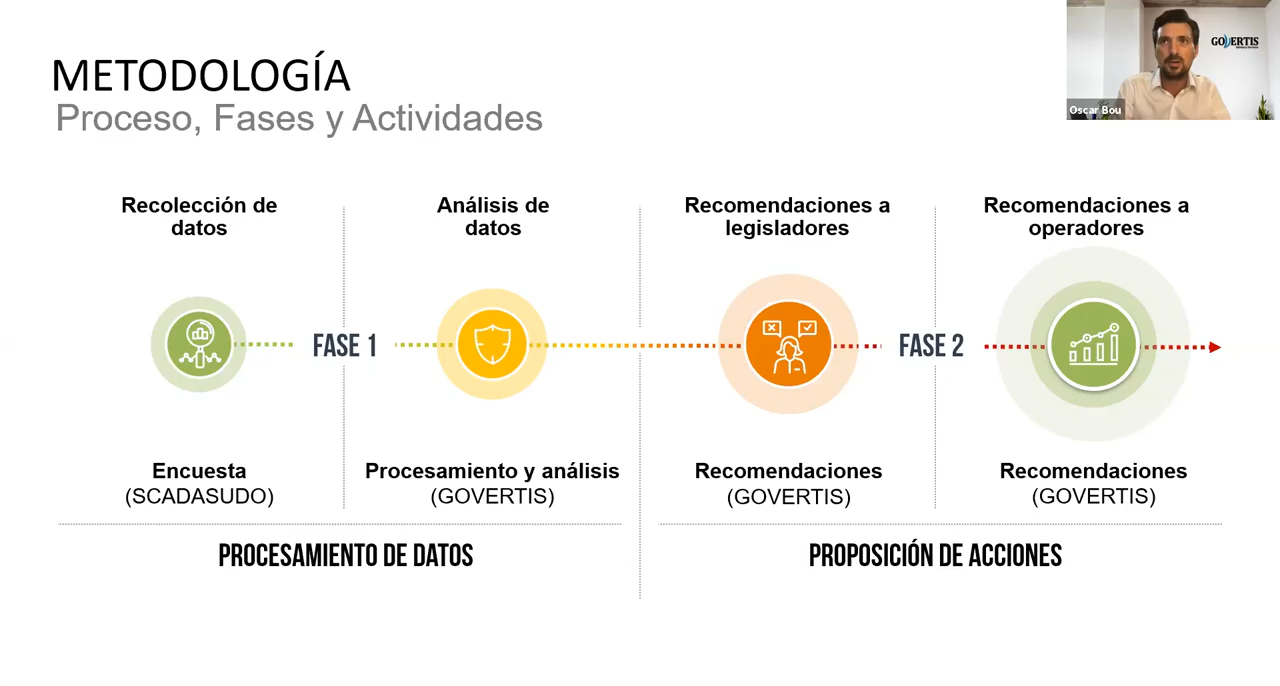 METODOLOGÍA
Proceso, Fases y Actividades
GOVERTIS
Oscar Bou
Recolección de
datos
Análisis de
datos
Recomendaciones a
legisladores
Recomendaciones a
operadores
FASE 1
FASE 2
Encuesta
(SCADASUDO)
Procesamiento y análisis
(GOVERTIS)
Recomendaciones
(GOVERTIS)
Recomendaciones
(GOVERTIS)
PROCESAMIENTO DE DATOS
PROPOSICIÓN DE ACCIONES